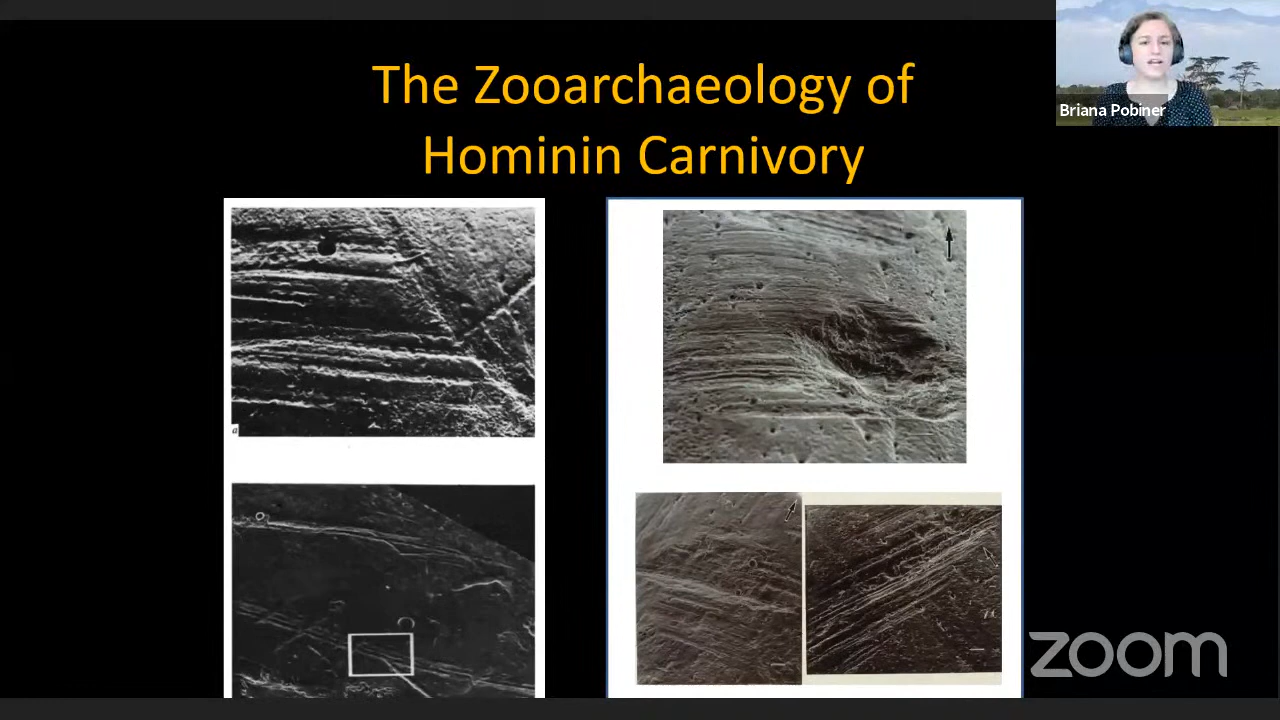 The Zooarchaeology of
Hominin Carnivory
Briana Pobiner
a
zoom